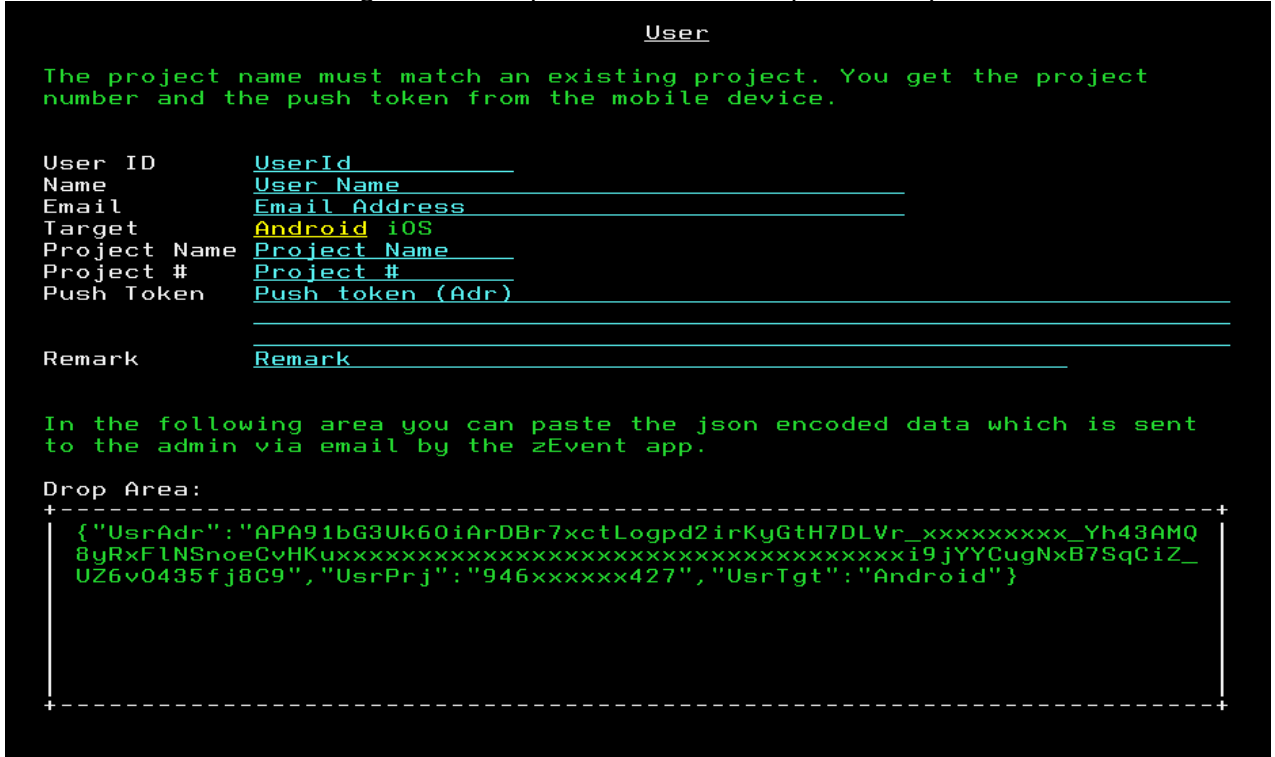 User
The project name must match an existing project. You get the project
number and the push token from the mobile device.
User ID UserId
Name User Name
Email Email Address
Target Android iOS
Project Name Project Name
Project # Project #
Push Token Push token (Adr)
Remark Remark
In the following area you can paste the json encoded data which is sent
to the admin via email by the zEvent app.
Drop Area:
{"UsrAdr":"APA91bG3Uk6OiArDBr7xctLogpd2irKyGtH7DLVr_xxxxxxxxx_Yh43AMQ
8yRxFlNSnoeCvHKuxxxxxxxxxxxxxxxxxxxxxxxxxxxxxxxxxxxi9jYYCugNxB7SqCiZ_
UZ6vO435fj8C9","UsrPrj":"946xxxxxx427","UsrTgt":"Android"}